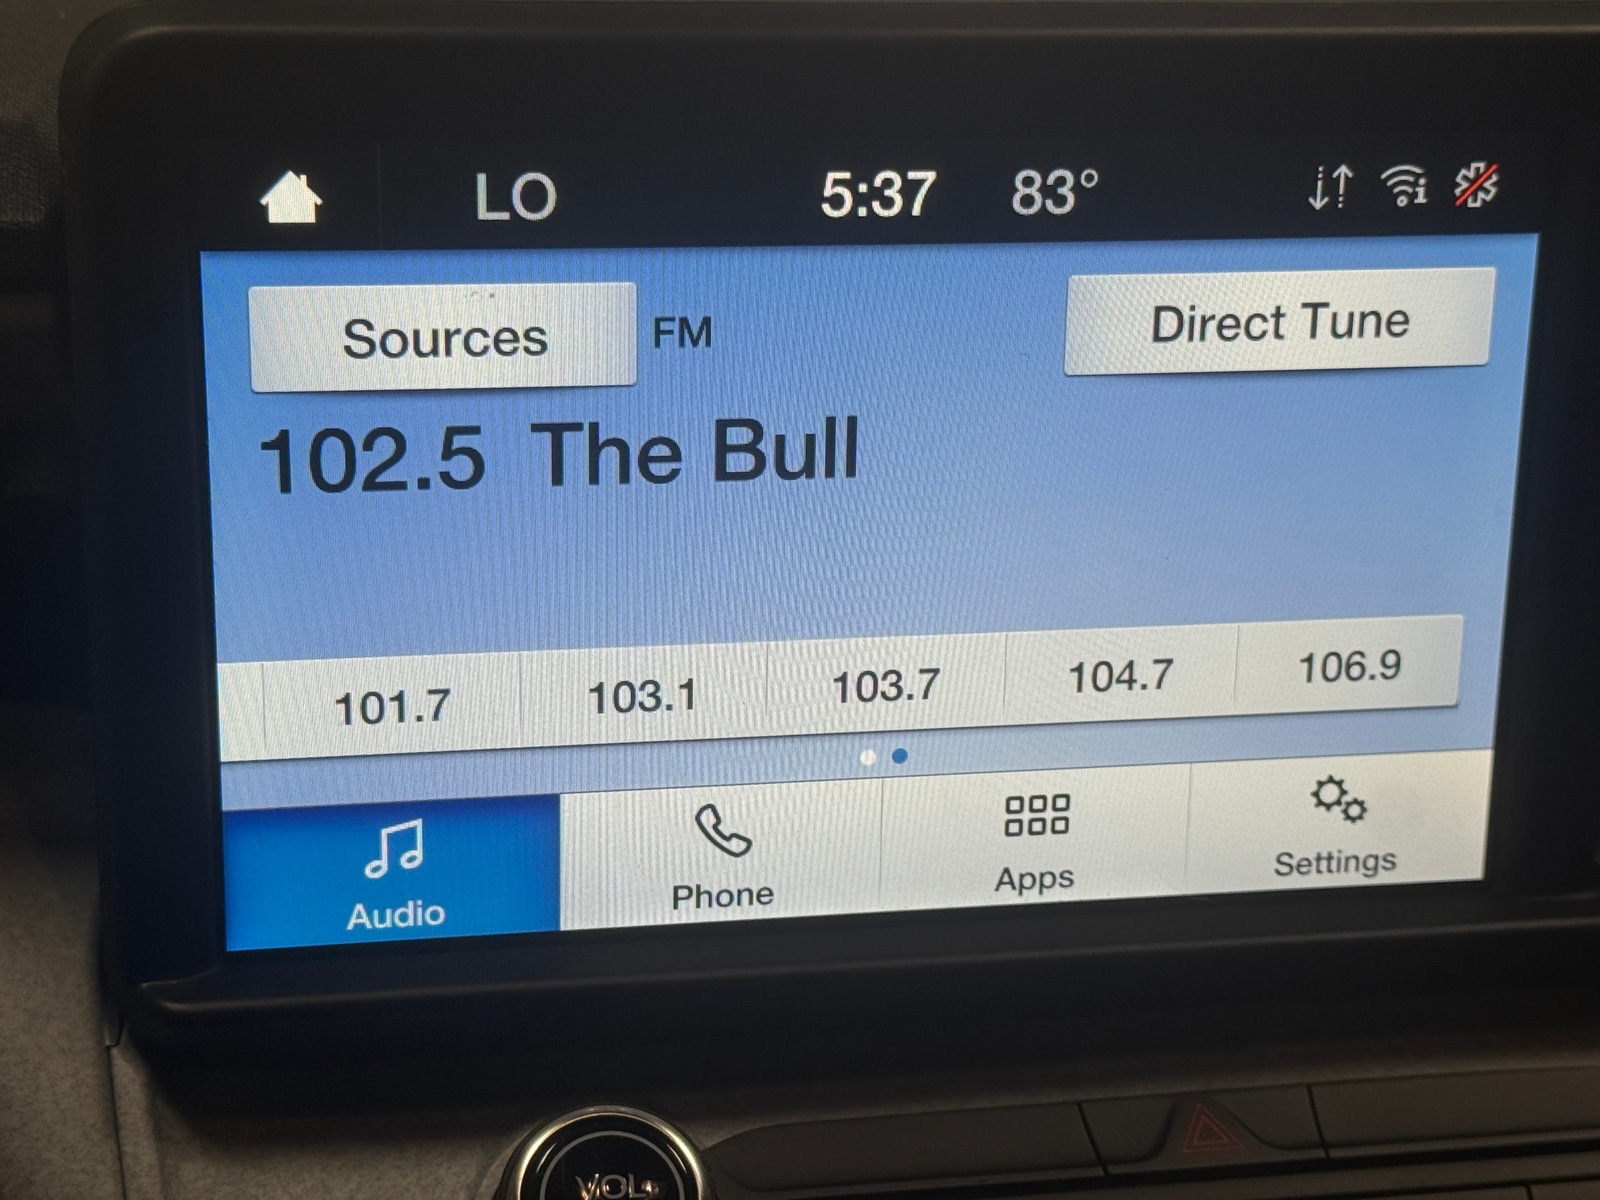 LO 5:37 83°
Sources FM Direct Tune
102.5 The Bull
101.7 103.1 103.7 104.7 106.9
Audio Phone Apps Settings
VOL